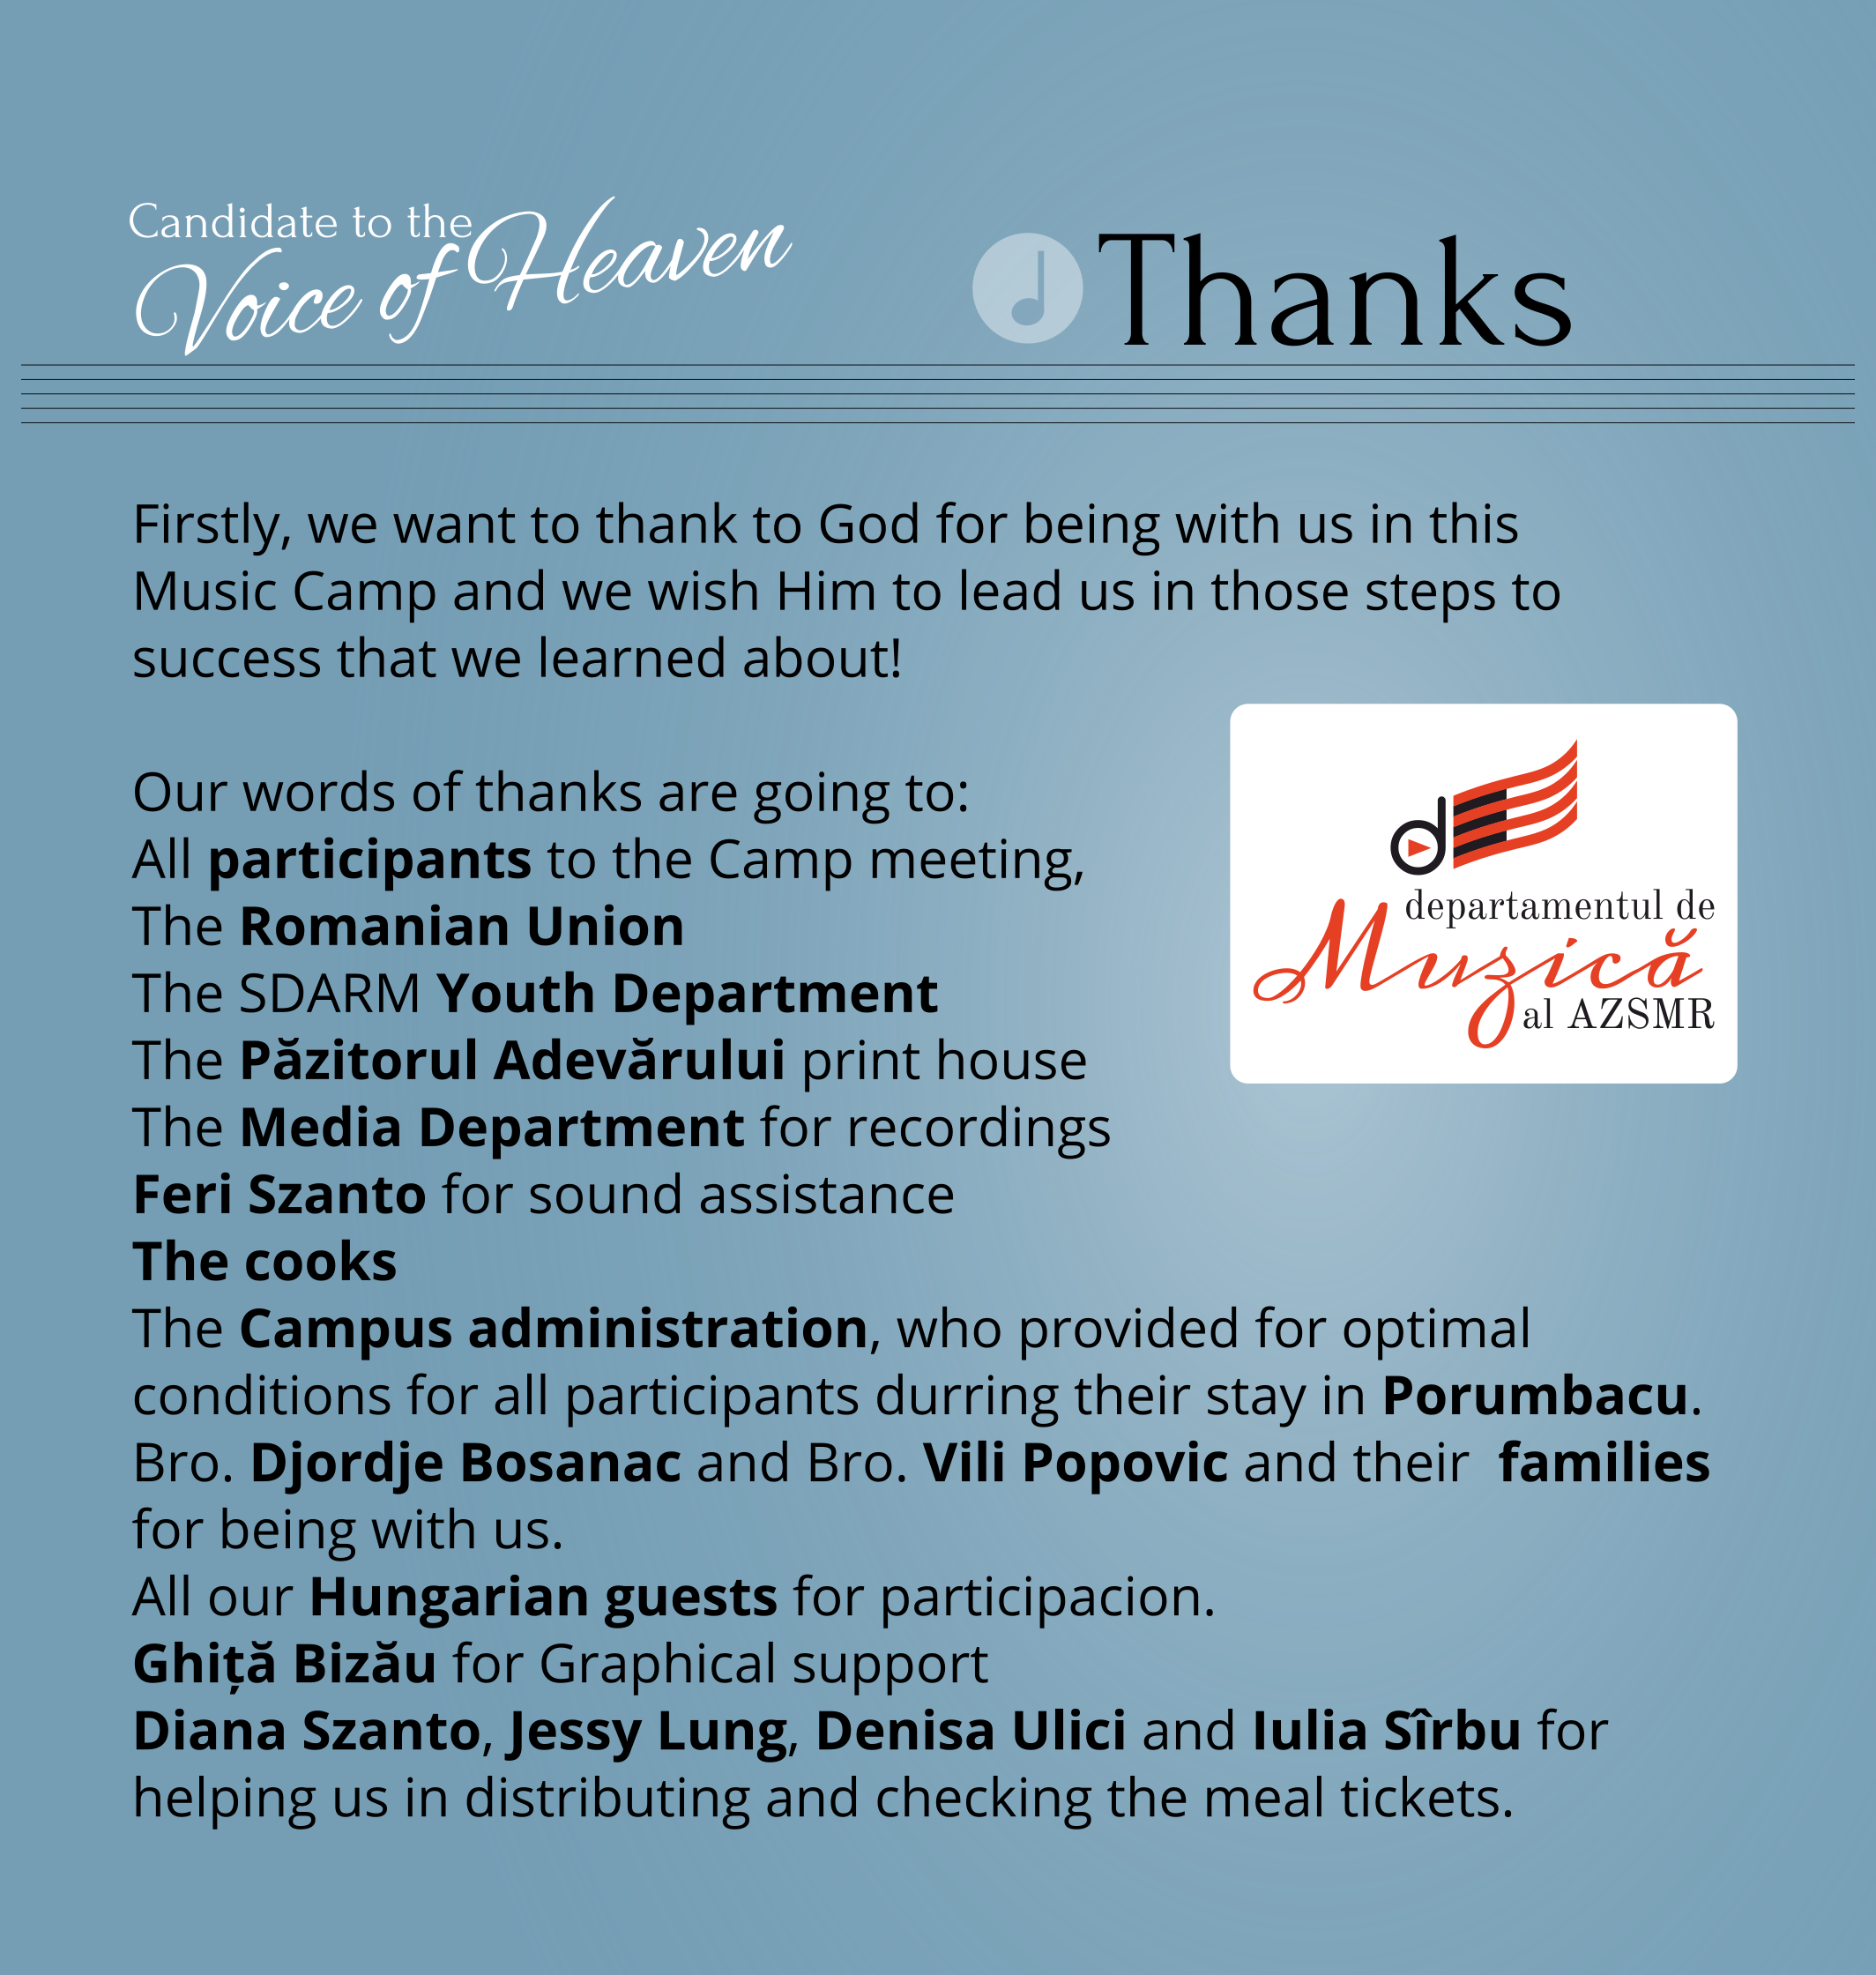 Candidate to the
Voice of Heaven
Thanks
Firstly, we want to thank to God for being with us in this
Music Camp and we wish Him to lead us in those steps to
success that we learned about!
Our words of thanks are going to:
All participants to the Camp meeting,
The Romanian Union
The SDARM Youth Department
The Păzitorul Adevărului print house
The Media Department for recordings
Feri Szanto for sound assistance
The cooks
The Campus administration, who provided for optimal
conditions for all participants durring their stay in Porumbacu.
Bro. Djordje Bosanac and Bro. Vili Popovic and their families
for being with us.
All our Hungarian guests for participacion.
Ghiță Bizău for Graphical support
Diana Szanto, Jessy Lung, Denisa Ulici and Iulia Sîrbu for
helping us in distributing and checking the meal tickets.
departamentul de
Muzică
al AZSMR